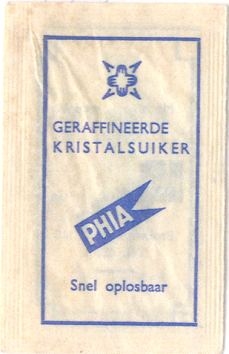 GERAFFINEERDE
KRISTALSUIKER
PHIA
Snel oplosbaar